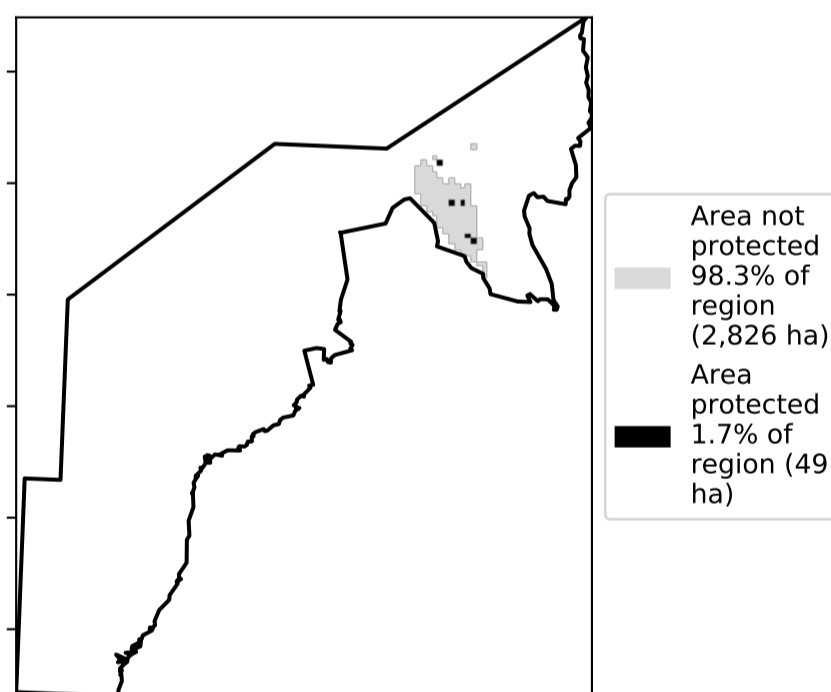 Area not
protected
98.3% of
region
(2,826 ha)
Area
protected
1.7% of
region (49
ha)